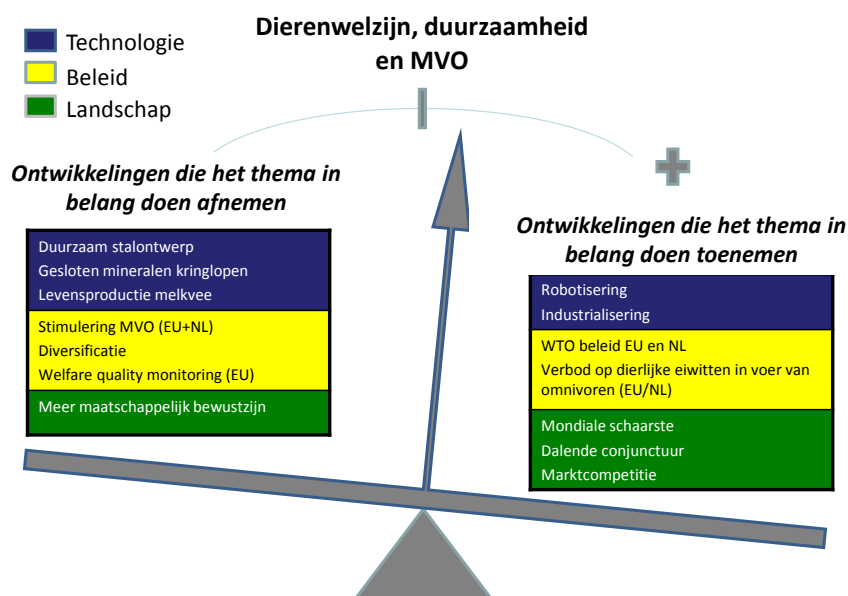 Dierenwelzijn, duurzaamheid
en MVO
Technologie
Beleid
Landschap
Ontwikkelingen die het thema in
belang doen afnemen
Duurzaam stalontwerp
Gesloten mineralen kringlopen
Levensproductie melkvee
Stimulering MVO (EU+NL)
Diversificatie
Welfare quality monitoring (EU)
Meer maatschappelijk bewustzijn
Ontwikkelingen die het thema in
belang doen toenemen
Robotisering
Industrialisering
WTO beleid EU en NL
Verbod op dierlijke eiwitten in voer van
omnivoren (EU/NL)
Mondiale schaarste
Dalende conjunctuur
Marktcompetitie